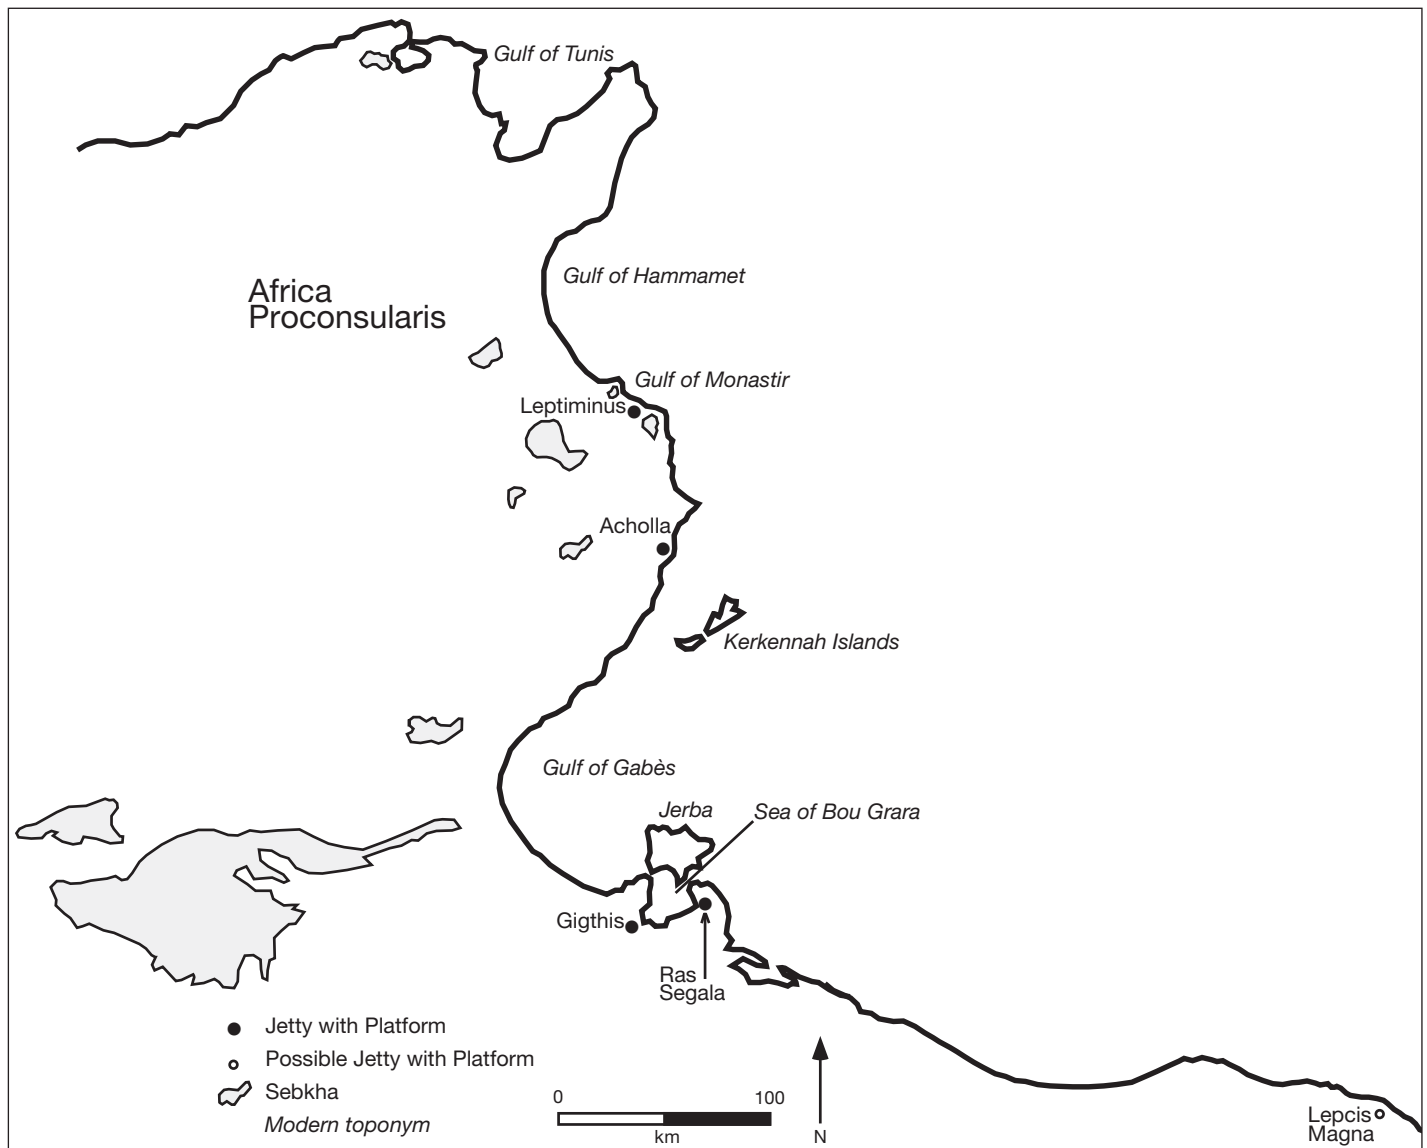 Gulf of Tunis
Gulf of Hammamet
Africa
Proconsularis
Gulf of Monastir
Leptiminus
Acholla
Kerkennah Islands
Gulf of Gabès
Jerba
Sea of Bou Grara
Gigthis
Ras
Segala
Jetty with Platform
Possible Jetty with Platform
Sebkha
Modern toponym
0 100
km
N
Lepcis
Magna